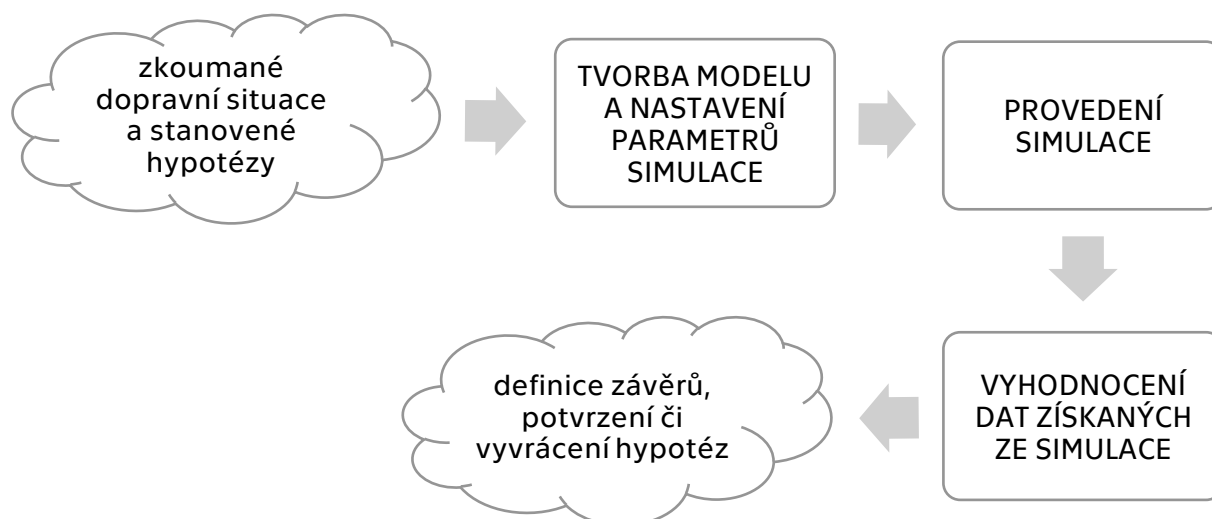 zkoumané
dopravní situace
a stanovené
hypotézy
TVORBA MODELU
A NASTAVENÍ
PARAMETRŮ
SIMULACE
PROVEDENÍ
SIMULACE
VYHODNOCENÍ
DAT ZÍSKANÝCH
ZE SIMULACE
definice závěrů,
potvrzení či
vyvrácení hypotéz